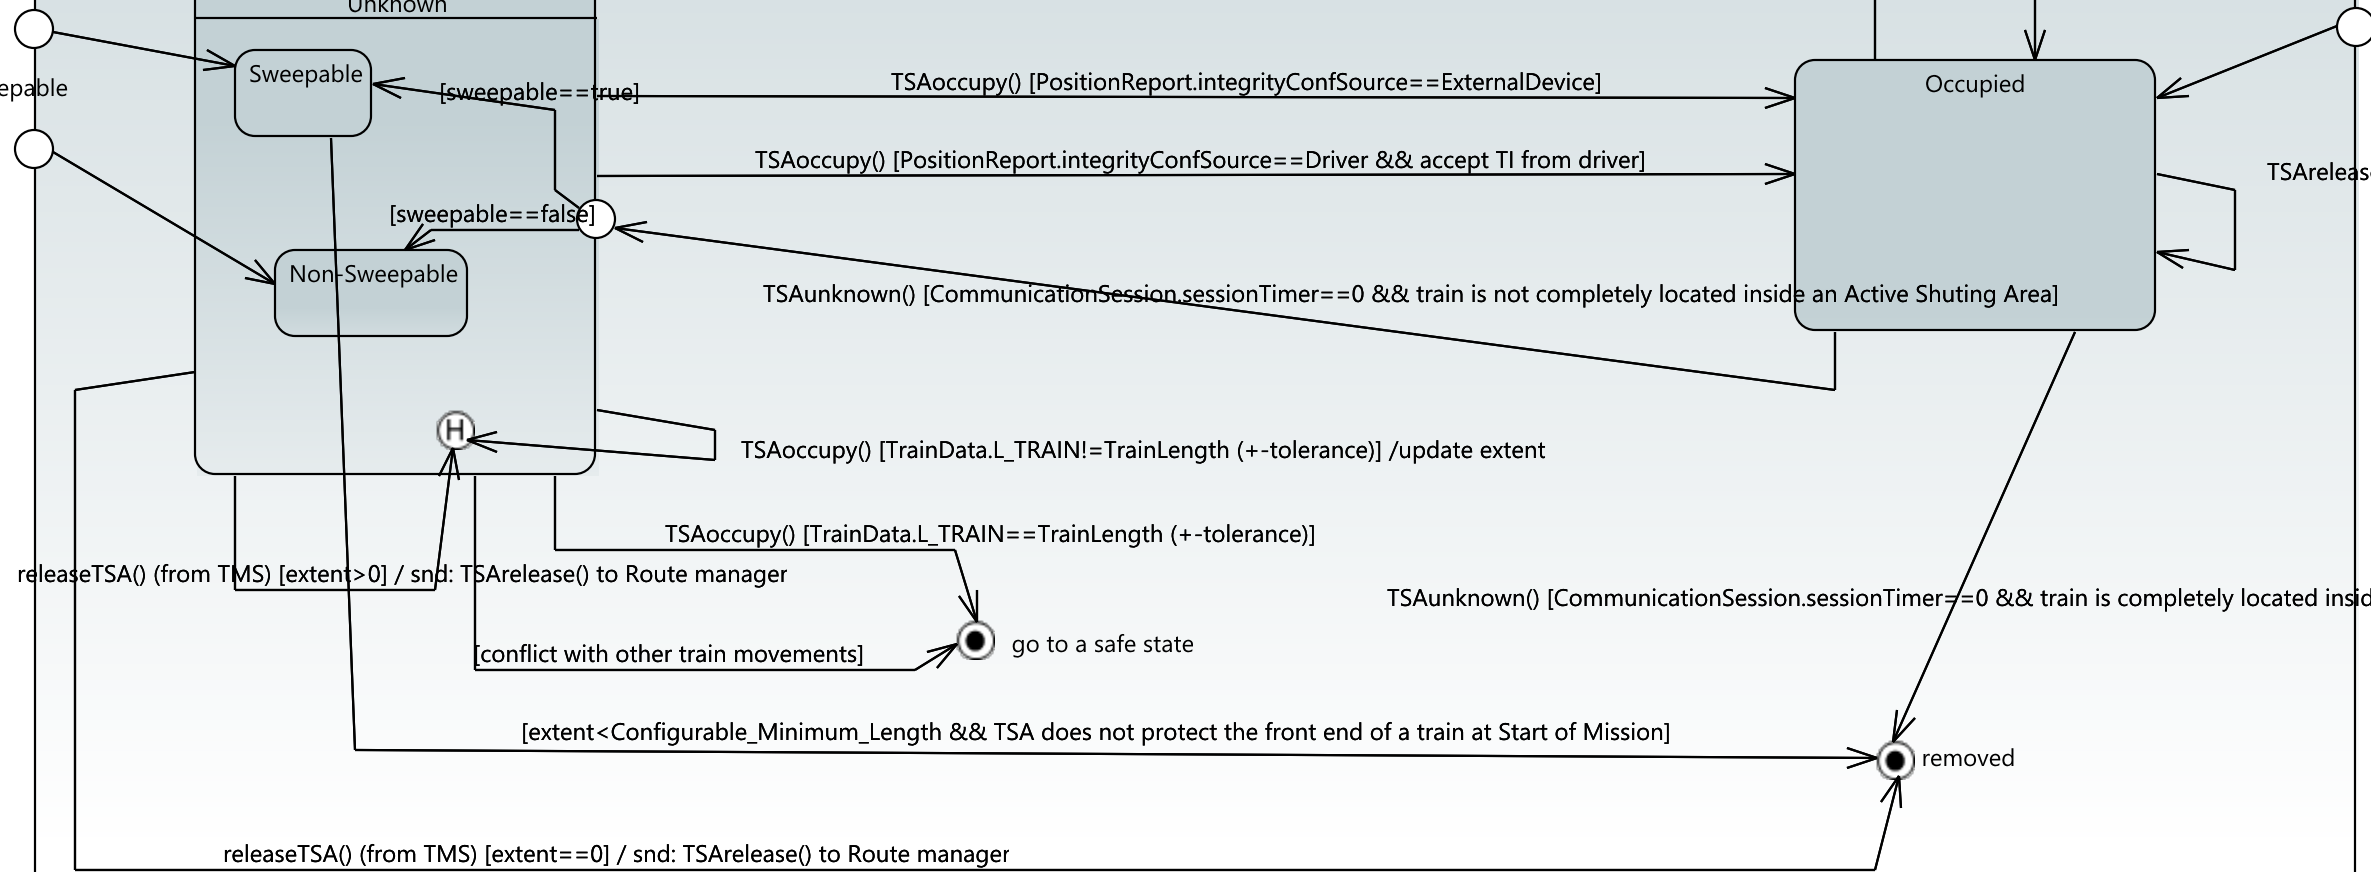 Unknown
Sweepable
[sweepable==true]
TSAoccupy() [PositionReport.integrityConfSource==ExternalDevice]
Occupied
epable
TSAoccupy() [PositionReport.integrityConfSource==Driver && accept TI from driver]
TSArelease
[sweepable==false]
Non-Sweepable
TSAunknown() [CommunicationSession.sessionTimer==0 && train is not completely located inside an Active Shuting Area]
H
TSAoccupy() [TrainData.L_TRAIN!=TrainLength (+-tolerance)] /update extent
TSAoccupy() [TrainData.L_TRAIN==TrainLength (+-tolerance)]
releaseTSA() (from TMS) [extent>0] / snd: TSArelease() to Route manager
TSAunknown() [CommunicationSession.sessionTimer==0 && train is completely located insid
go to a safe state
[conflict with other train movements]
[extent<Configurable_Minimum_Length && TSA does not protect the front end of a train at Start of Mission]
removed
releaseTSA() (from TMS) [extent==0] / snd: TSArelease() to Route manager